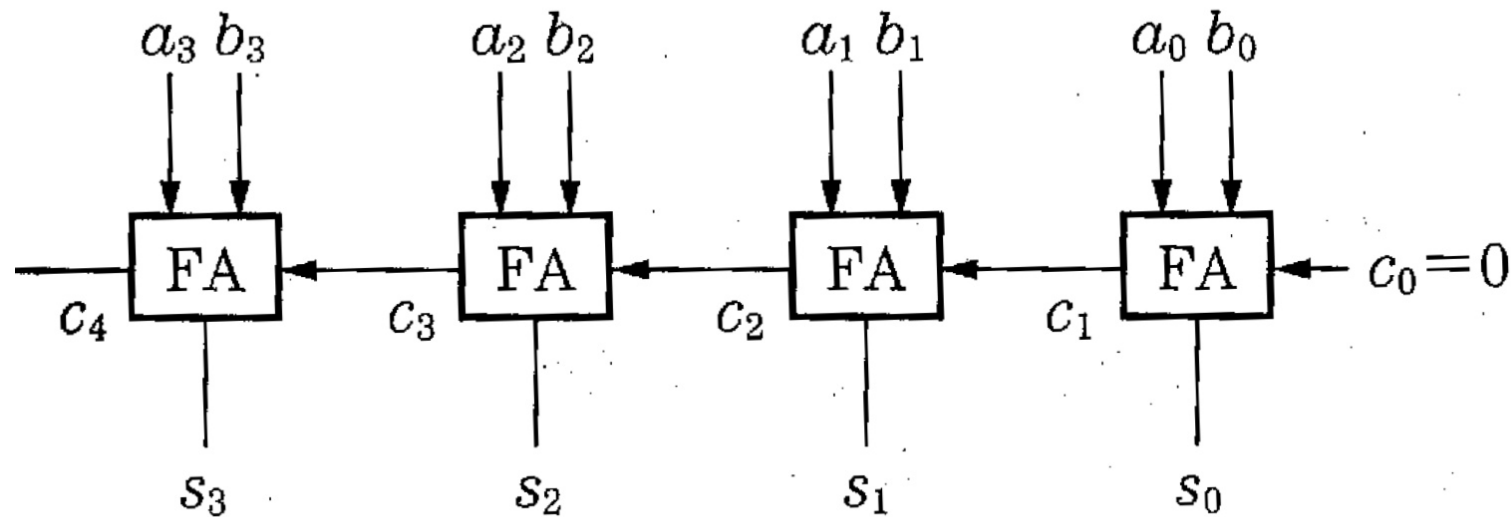 a₃ b₃ a₂ b₂ a₁ b₁ a₀ b₀
FA FA FA FA c₀=0
c₄ c₃ c₂ c₁
s₃ s₂ s₁ s₀